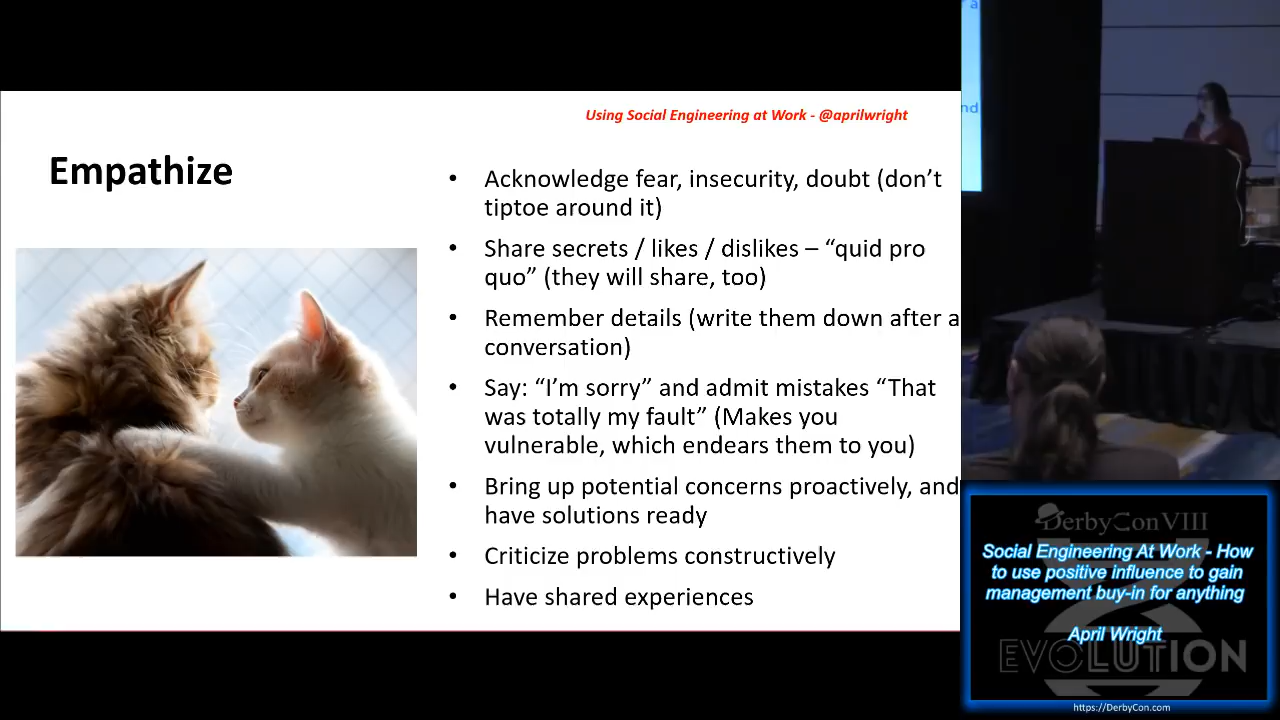 Using Social Engineering at Work - @aprilwright
Empathize
• Acknowledge fear, insecurity, doubt (don’t
tiptoe around it)
• Share secrets / likes / dislikes – “quid pro
quo” (they will share, too)
• Remember details (write them down after a
conversation)
• Say: “I’m sorry” and admit mistakes “That
was totally my fault” (Makes you
vulnerable, which endears them to you)
• Bring up potential concerns proactively, and
have solutions ready
• Criticize problems constructively
• Have shared experiences
a
nd
DerbyCon VIII
Social Engineering At Work - How
to use positive influence to gain
management buy-in for anything
April Wright
EVOLUTION
https://DerbyCon.com